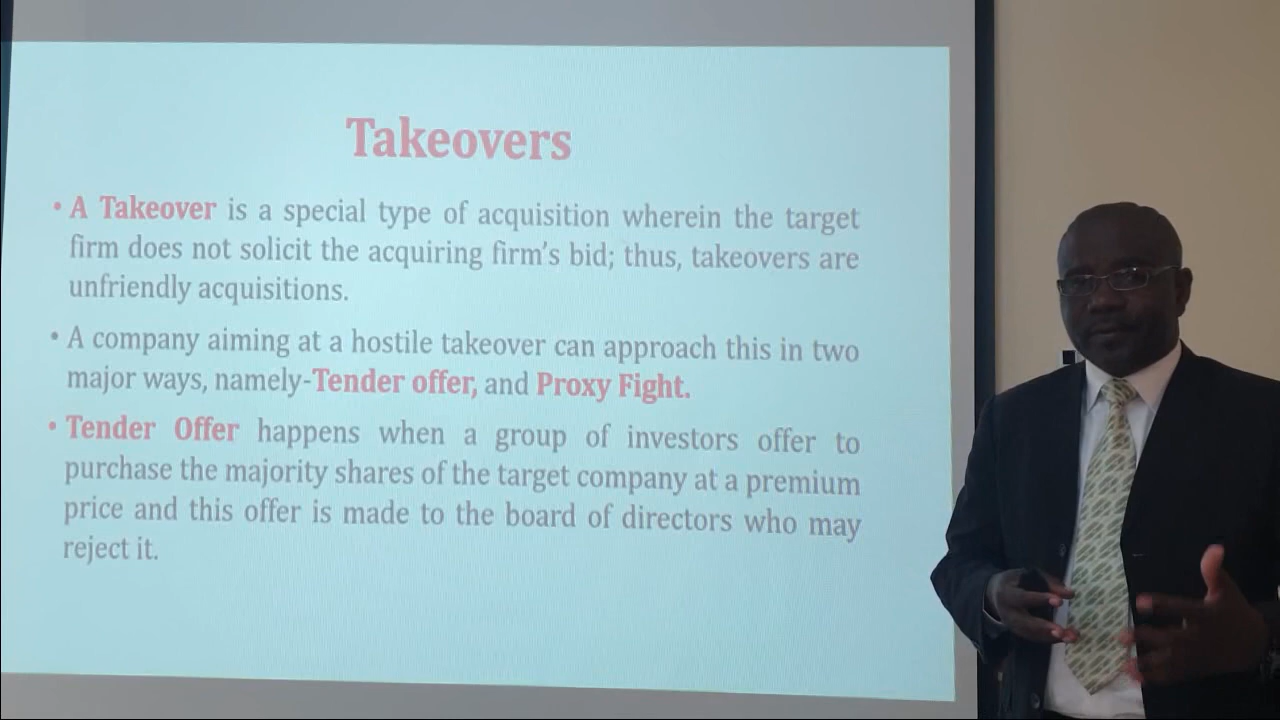 Takeovers
• A Takeover is a special type of acquisition wherein the target
firm does not solicit the acquiring firm's bid; thus, takeovers are
unfriendly acquisitions.
• A company aiming at a hostile takeover can approach this in two
major ways, namely-Tender offer, and Proxy Fight.
• Tender Offer happens when a group of investors offer to
purchase the majority shares of the target company at a premium
price and this offer is made to the board of directors who may
reject it.